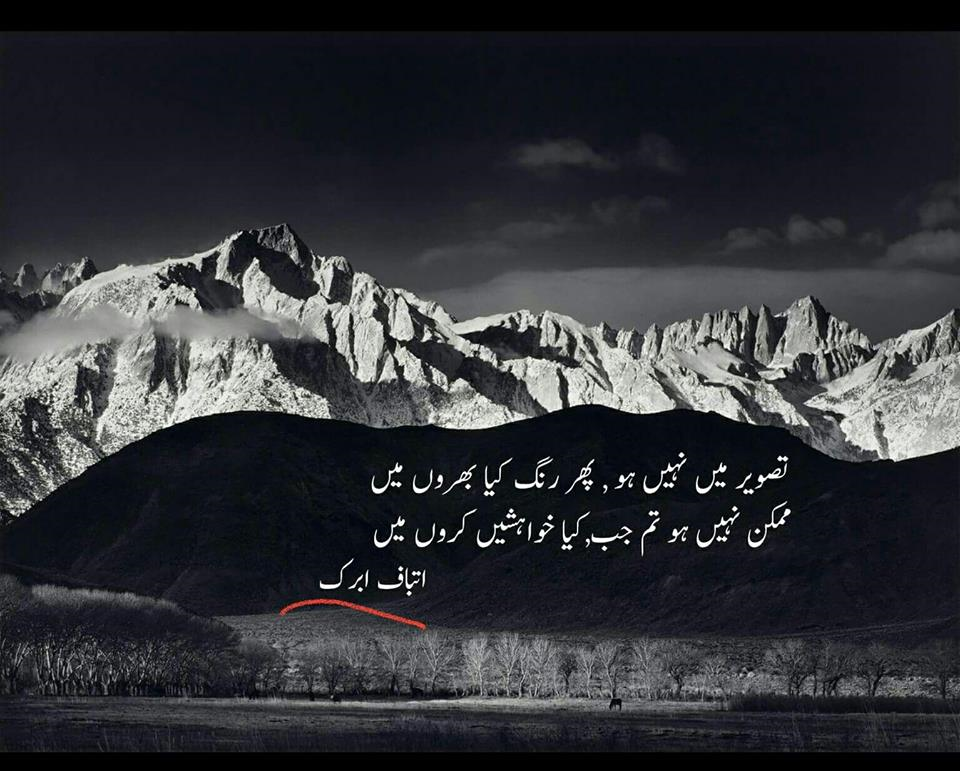 تصویر میں نہیں ہو , پھر رنگ کیا بھروں میں
ممکن نہیں ہو تم جب, کیا خواہشیں کروں میں
اتباف ابرک